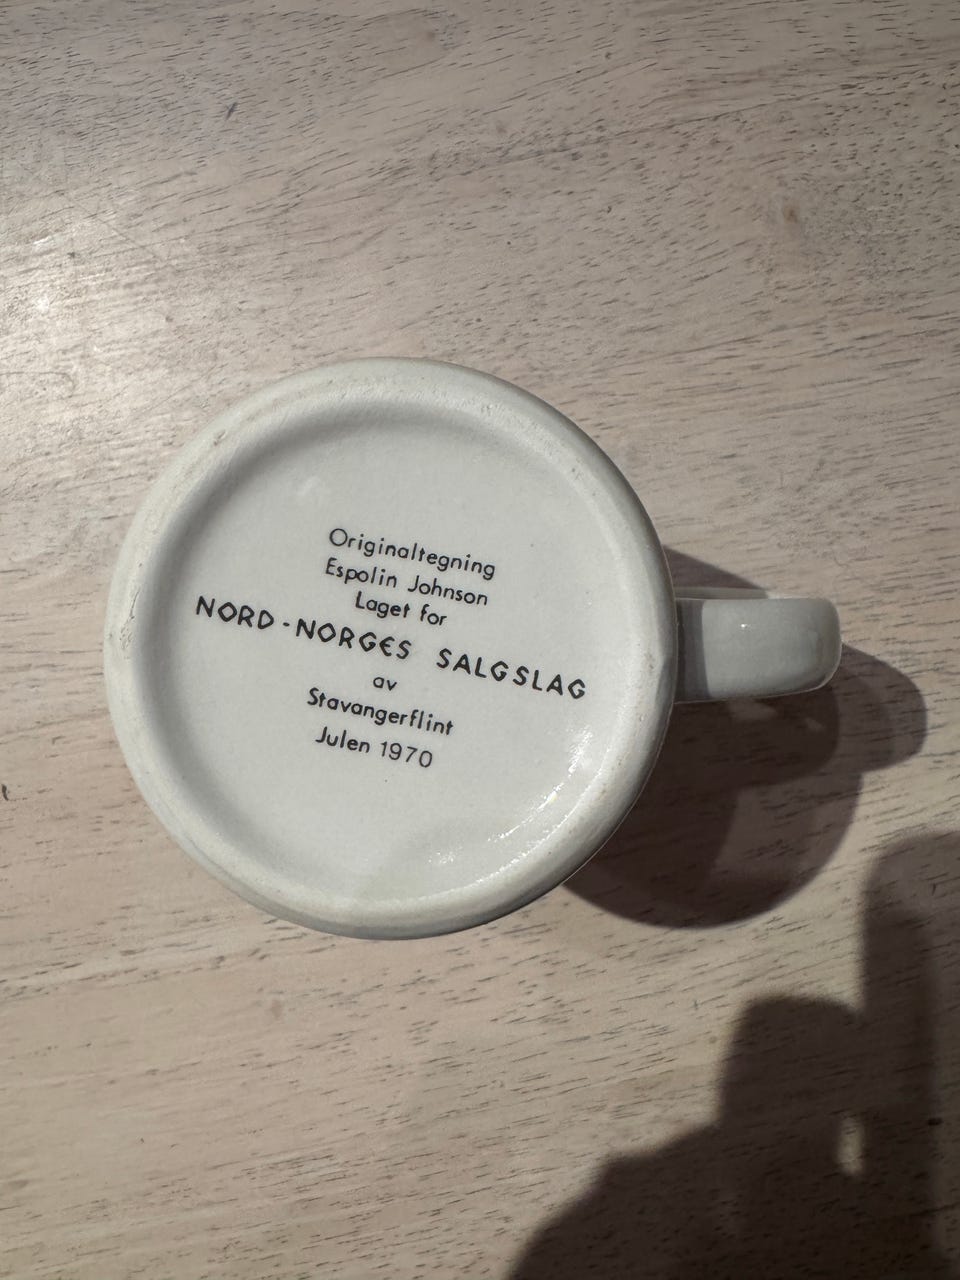 Originaltegning
Espolin Johnson
Laget for
NORD-NORGES SALGSLAG
av
Stavangerflint
Julen 1970